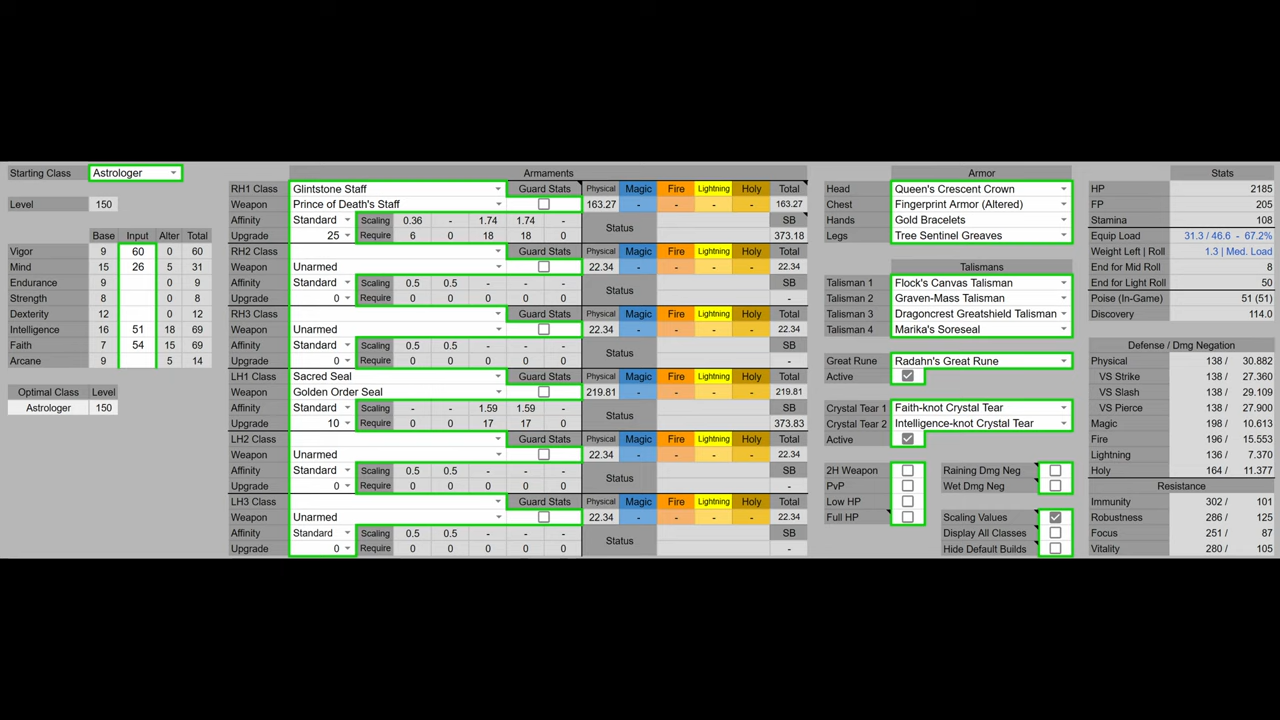 Starting Class Astrologer
Level 150
Base Input Alter Total
Vigor 9 60 0 60
Mind 15 26 5 31
Endurance 9 0 9
Strength 8 0 8
Dexterity 12 0 12
Intelligence 16 51 18 69
Faith 7 54 15 69
Arcane 9 5 14
Optimal Class Level
Astrologer 150
Armaments
RH1 Class Glintstone Staff Guard Stats Physical Magic Fire Lightning Holy Total
Weapon Prince of Death's Staff 163.27 - - - - 163.27
Affinity Standard Scaling 0.36 - 1.74 1.74 - Status SB
Upgrade 25 Require 6 0 18 18 0 373.18
RH2 Class Guard Stats Physical Magic Fire Lightning Holy Total
Weapon Unarmed 22.34 - - - - 22.34
Affinity Standard Scaling 0.5 0.5 - - - Status SB
Upgrade 0 Require 0 0 0 0 0 -
RH3 Class Guard Stats Physical Magic Fire Lightning Holy Total
Weapon Unarmed 22.34 - - - - 22.34
Affinity Standard Scaling 0.5 0.5 - - - Status SB
Upgrade 0 Require 0 0 0 0 0 -
LH1 Class Sacred Seal Guard Stats Physical Magic Fire Lightning Holy Total
Weapon Golden Order Seal 219.81 - - - - 219.81
Affinity Standard Scaling - - 1.59 1.59 - Status SB
Upgrade 10 Require 0 0 17 17 0 373.83
LH2 Class Guard Stats Physical Magic Fire Lightning Holy Total
Weapon Unarmed 22.34 - - - - 22.34
Affinity Standard Scaling 0.5 0.5 - - - Status SB
Upgrade 0 Require 0 0 0 0 0 -
LH3 Class Guard Stats Physical Magic Fire Lightning Holy Total
Weapon Unarmed 22.34 - - - - 22.34
Affinity Standard Scaling 0.5 0.5 - - - Status SB
Upgrade 0 Require 0 0 0 0 0 -
Armor
Head Queen's Crescent Crown
Chest Fingerprint Armor (Altered)
Hands Gold Bracelets
Legs Tree Sentinel Greaves
Talismans
Talisman 1 Flock's Canvas Talisman
Talisman 2 Graven-Mass Talisman
Talisman 3 Dragoncrest Greatshield Talisman
Talisman 4 Marika's Soreseal
Great Rune Radahn's Great Rune
Active
Crystal Tear 1 Faith-knot Crystal Tear
Crystal Tear 2 Intelligence-knot Crystal Tear
Active
2H Weapon Raining Dmg Neg
PvP Wet Dmg Neg
Low HP
Full HP Scaling Values
Display All Classes
Hide Default Builds
Stats
HP 2185
FP 205
Stamina 108
Equip Load 31.3 / 46.6 - 67.2%
Weight Left | Roll 1.3 | Med. Load
End for Mid Roll 8
End for Light Roll 50
Poise (In-Game) 51 (51)
Discovery 114.0
Defense / Dmg Negation
Physical 138 / 30.882
VS Strike 138 / 27.360
VS Slash 138 / 29.109
VS Pierce 138 / 27.900
Magic 198 / 10.613
Fire 196 / 15.553
Lightning 136 / 7.370
Holy 164 / 11.377
Resistance
Immunity 302 / 101
Robustness 286 / 125
Focus 251 / 87
Vitality 280 / 105